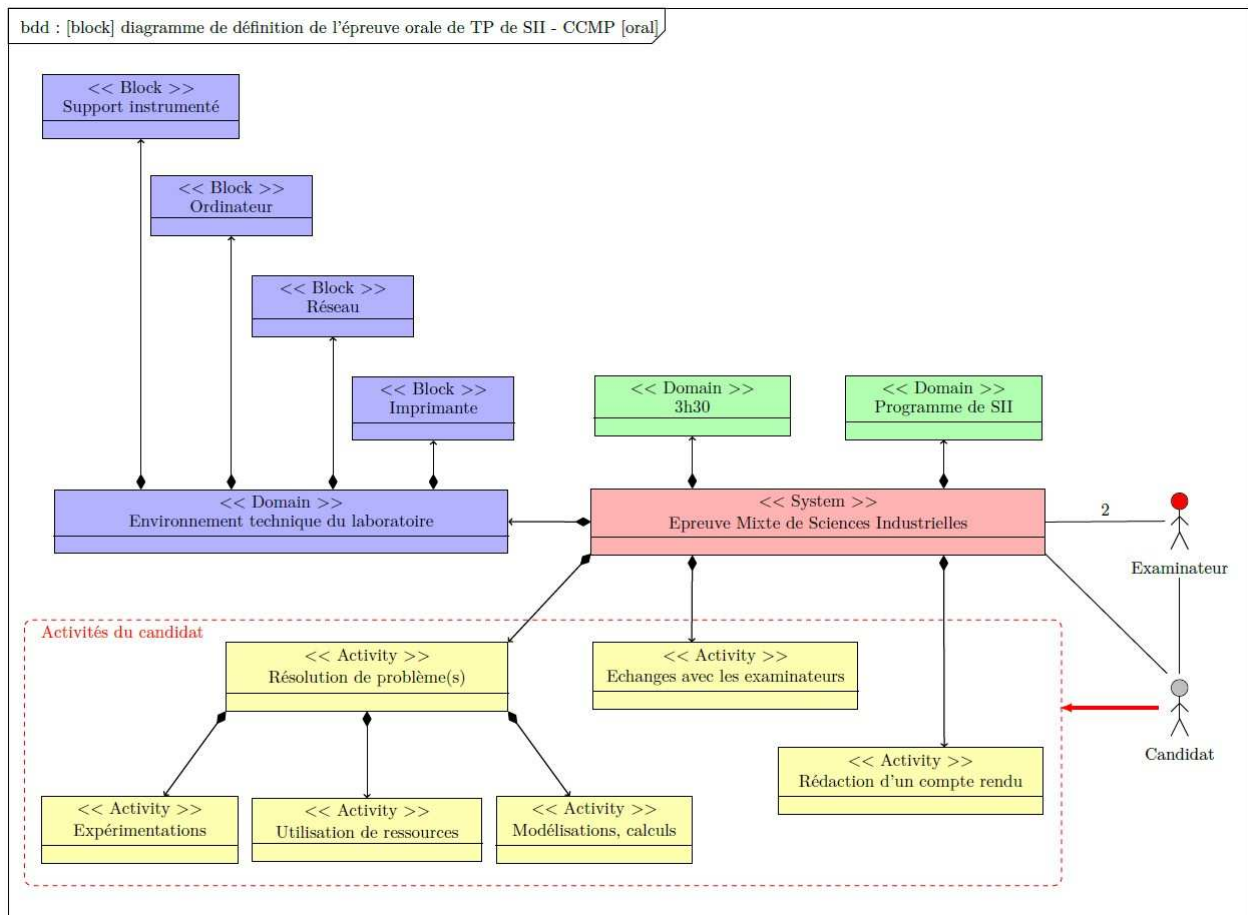 bdd : [block] diagramme de définition de l'épreuve orale de TP de SII - CCMP [oral]
<< Block >>
Support instrumenté
<< Block >>
Ordinateur
<< Block >>
Réseau
<< Block >>
Imprimante
<< Domain >>
3h30
<< Domain >>
Programme de SII
<< Domain >>
Environnement technique du laboratoire
<< System >>
Epreuve Mixte de Sciences Industrielles
2
Examinateur
Activités du candidat
<< Activity >>
Résolution de problème(s)
<< Activity >>
Echanges avec les examinateurs
Candidat
<< Activity >>
Rédaction d'un compte rendu
<< Activity >>
Expérimentations
<< Activity >>
Utilisation de ressources
<< Activity >>
Modélisations, calculs